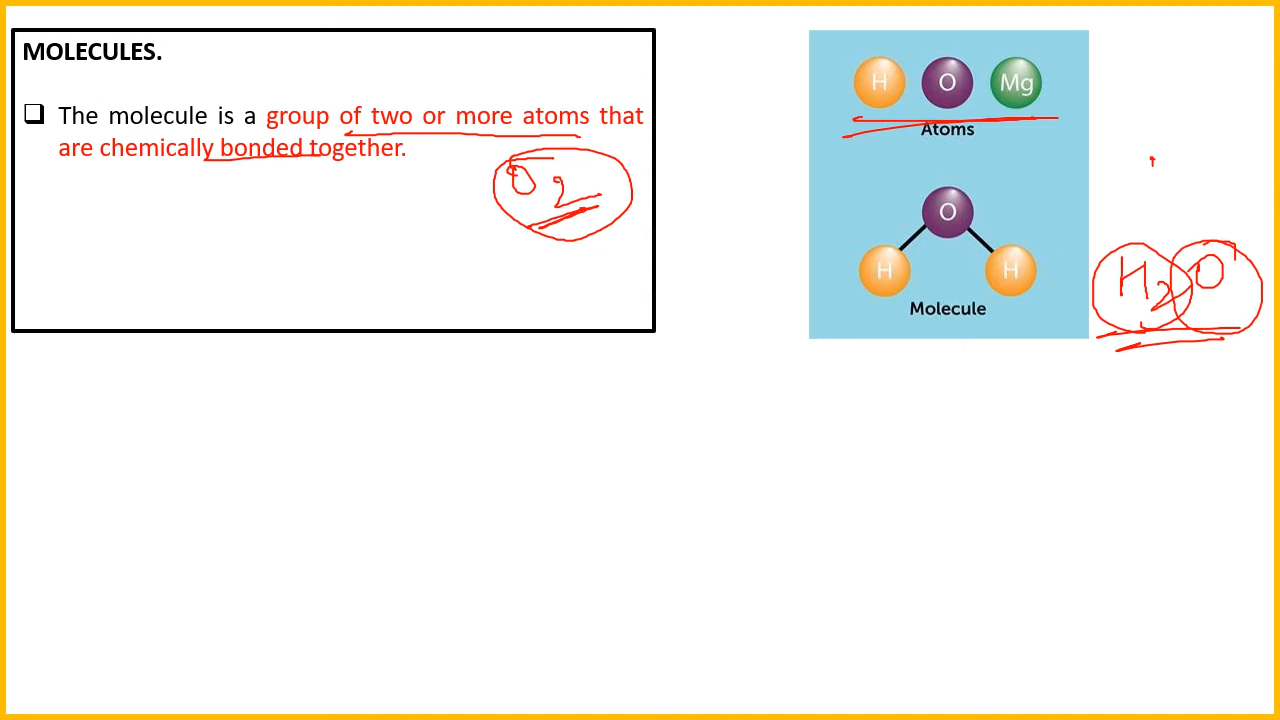 MOLECULES.
❑ The molecule is a group of two or more atoms that
are chemically bonded together.
O2
H O Mg
Atoms
O
H H
Molecule
H2O